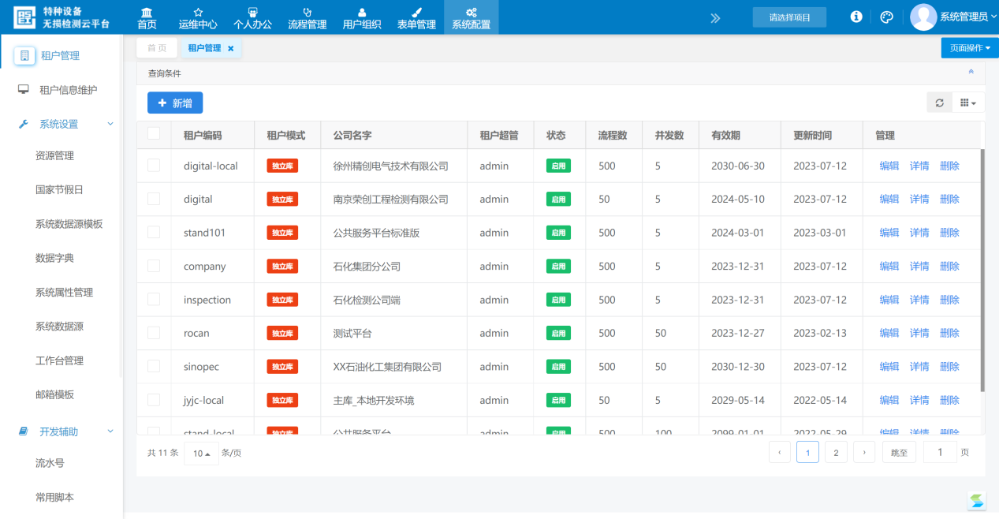 特种设备
无损检测云平台
首页 运维中心 个人办公 流程管理 用户组织 表单管理 系统配置
请选择项目
系统管理员
租户管理
租户信息维护
系统设置
资源管理
国家节假日
系统数据源模板
数据字典
系统属性管理
系统数据源
工作台管理
邮箱模板
开发辅助
流水号
常用脚本
首 页 租户管理 ×
页面操作
查询条件
+ 新增
租户编码 租户模式 公司名字 租户超管 状态 流程数 并发数 有效期 更新时间 管理
digital-local 独立库 徐州精创电气技术有限公司 admin 启用 500 5 2030-06-30 2023-07-12 编辑 详情 删除
digital 独立库 南京荣创工程检测有限公司 admin 启用 50 5 2024-05-10 2023-07-12 编辑 详情 删除
stand101 独立库 公共服务平台标准版 admin 启用 500 5 2024-03-01 2023-03-01 编辑 详情 删除
company 独立库 石化集团分公司 admin 启用 500 5 2023-12-31 2023-07-12 编辑 详情 删除
inspection 独立库 石化检测公司端 admin 启用 500 5 2023-12-31 2023-07-12 编辑 详情 删除
rocan 独立库 测试平台 admin 启用 500 50 2023-12-27 2023-02-13 编辑 详情 删除
sinopec 独立库 XX石油化工集团有限公司 admin 启用 500 50 2030-12-30 2023-07-12 编辑 详情 删除
jyjc-local 独立库 主库_本地开发环境 admin 启用 50 5 2029-05-14 2022-05-14 编辑 详情 删除
stand-local 独立库 公共服务平台 admin 启用 500 100 2099-01-01 2022-05-29 编辑 详情 删除
共 11 条 10 条/页
‹ 1 2 › 跳至 1 页